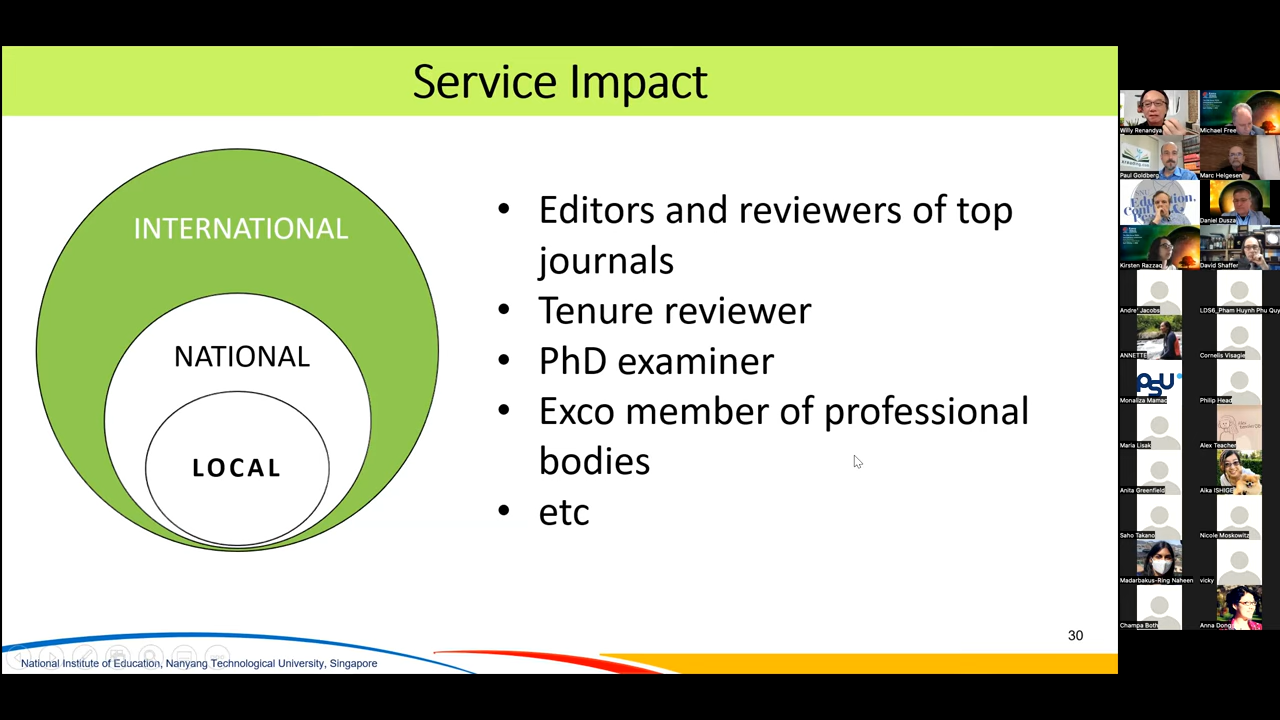 Service Impact
INTERNATIONAL
NATIONAL
LOCAL
• Editors and reviewers of top
journals
• Tenure reviewer
• PhD examiner
• Exco member of professional
bodies
• etc
30
National Institute of Education, Nanyang Technological University, Singapore
Willy Renandya
Michael Free
Paul Goldberg
Marc Helgesen
Daniel Dusza
Kirsten Razzaq
David Shaffer
Andre' Jacobs
LDS6_Pham Huynh Phu Quy
ANNETTE
Cornelis Visagie
psu
Monaliza Mamac
Philip Head
Maria Lisak
Alex Teacher
Anita Greenfield
Aika ISHIGE
Saho Takano
Nicole Moskowitz
Madarbakus-Ring Naheen
vicky
Champa Both
Anna Dong